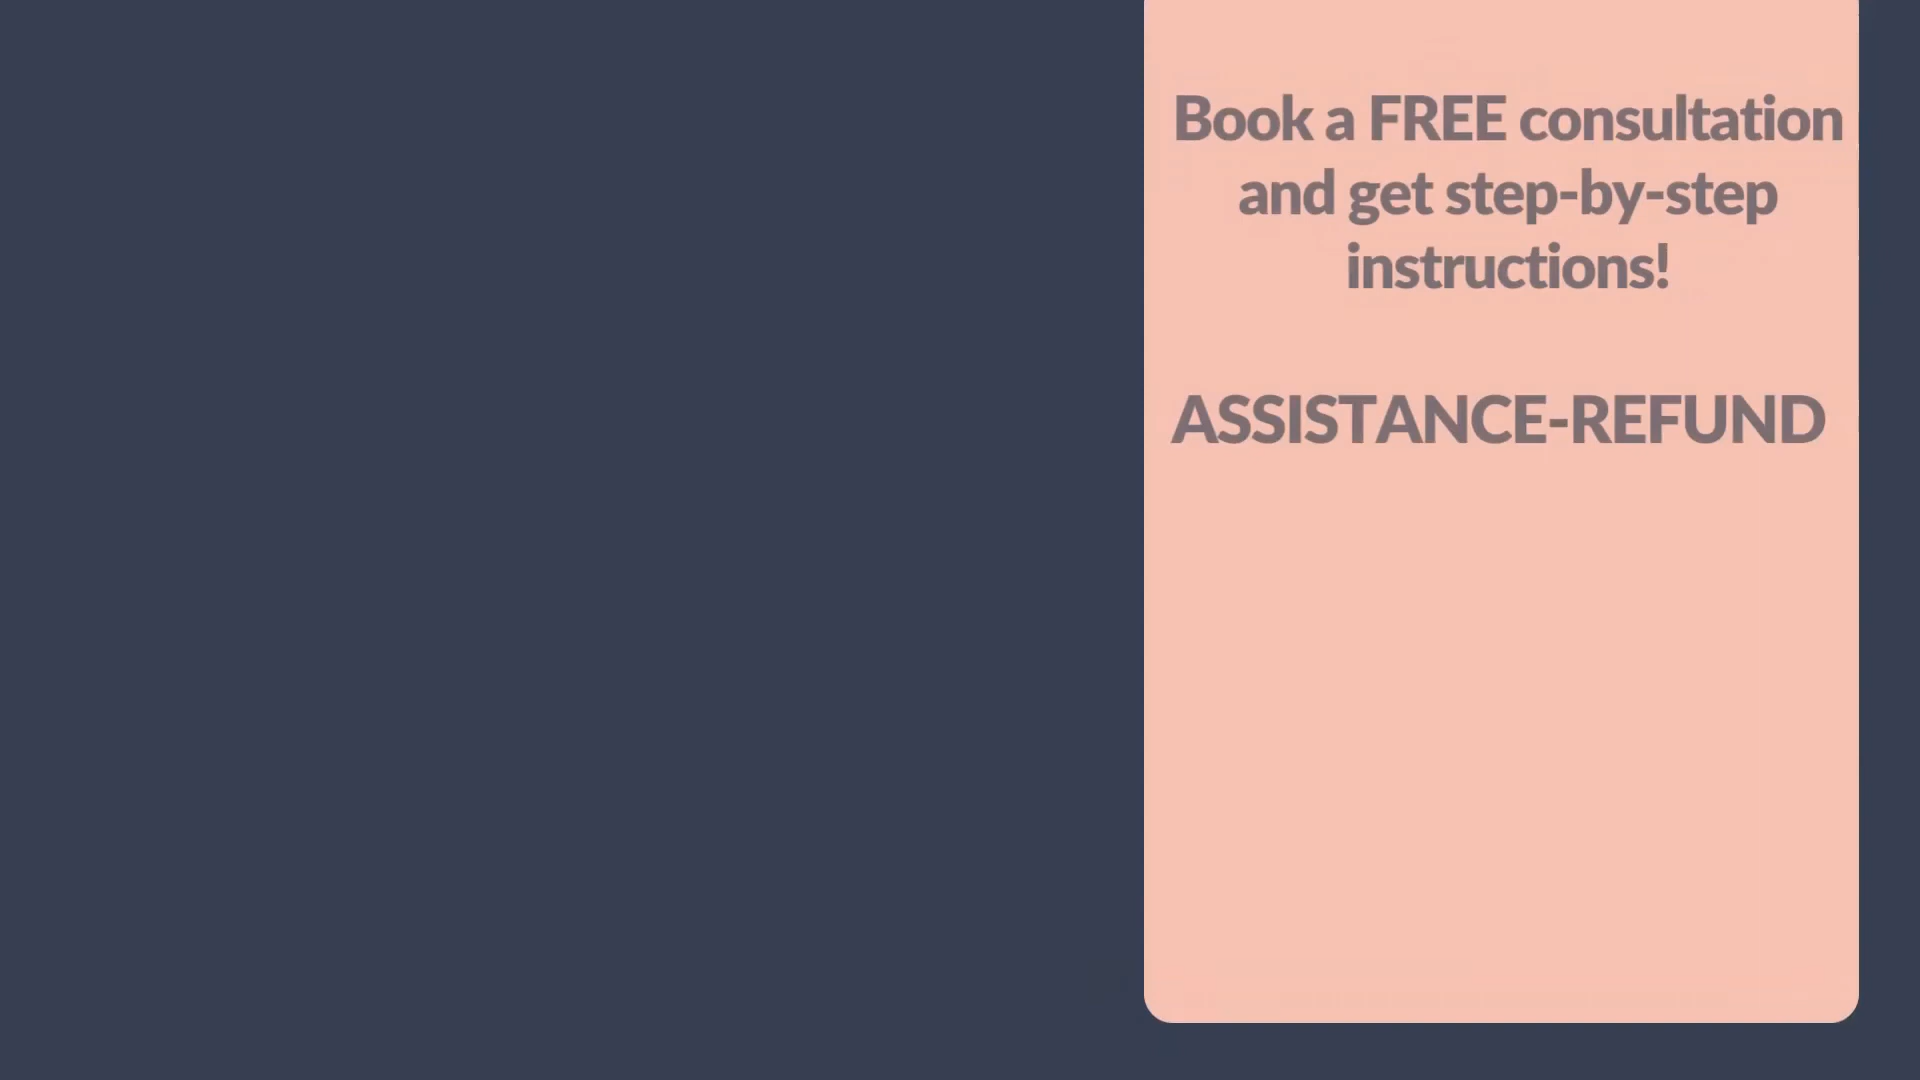 Book a FREE consultation
and get step-by-step
instructions!
ASSISTANCE-REFUND